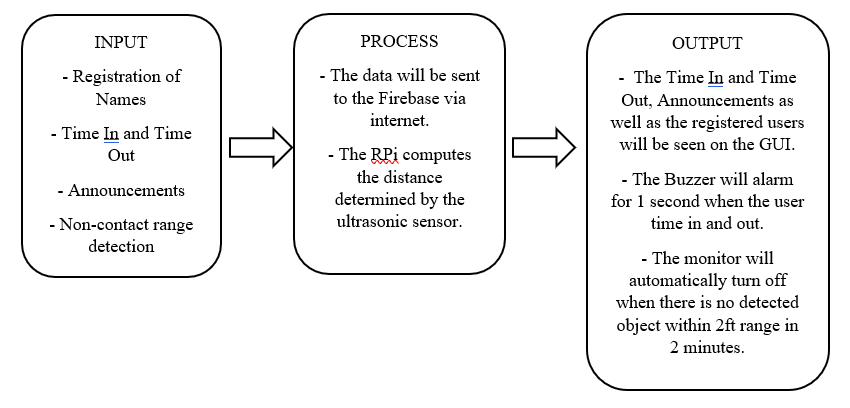 INPUT
- Registration of
Names
- Time In and Time
Out
- Announcements
- Non-contact range
detection
PROCESS
- The data will be sent
to the Firebase via
internet.
- The RPi computes
the distance
determined by the
ultrasonic sensor.
OUTPUT
- The Time In and Time
Out, Announcements as
well as the registered users
will be seen on the GUI.
- The Buzzer will alarm
for 1 second when the user
time in and out.
- The monitor will
automatically turn off
when there is no detected
object within 2ft range in
2 minutes.